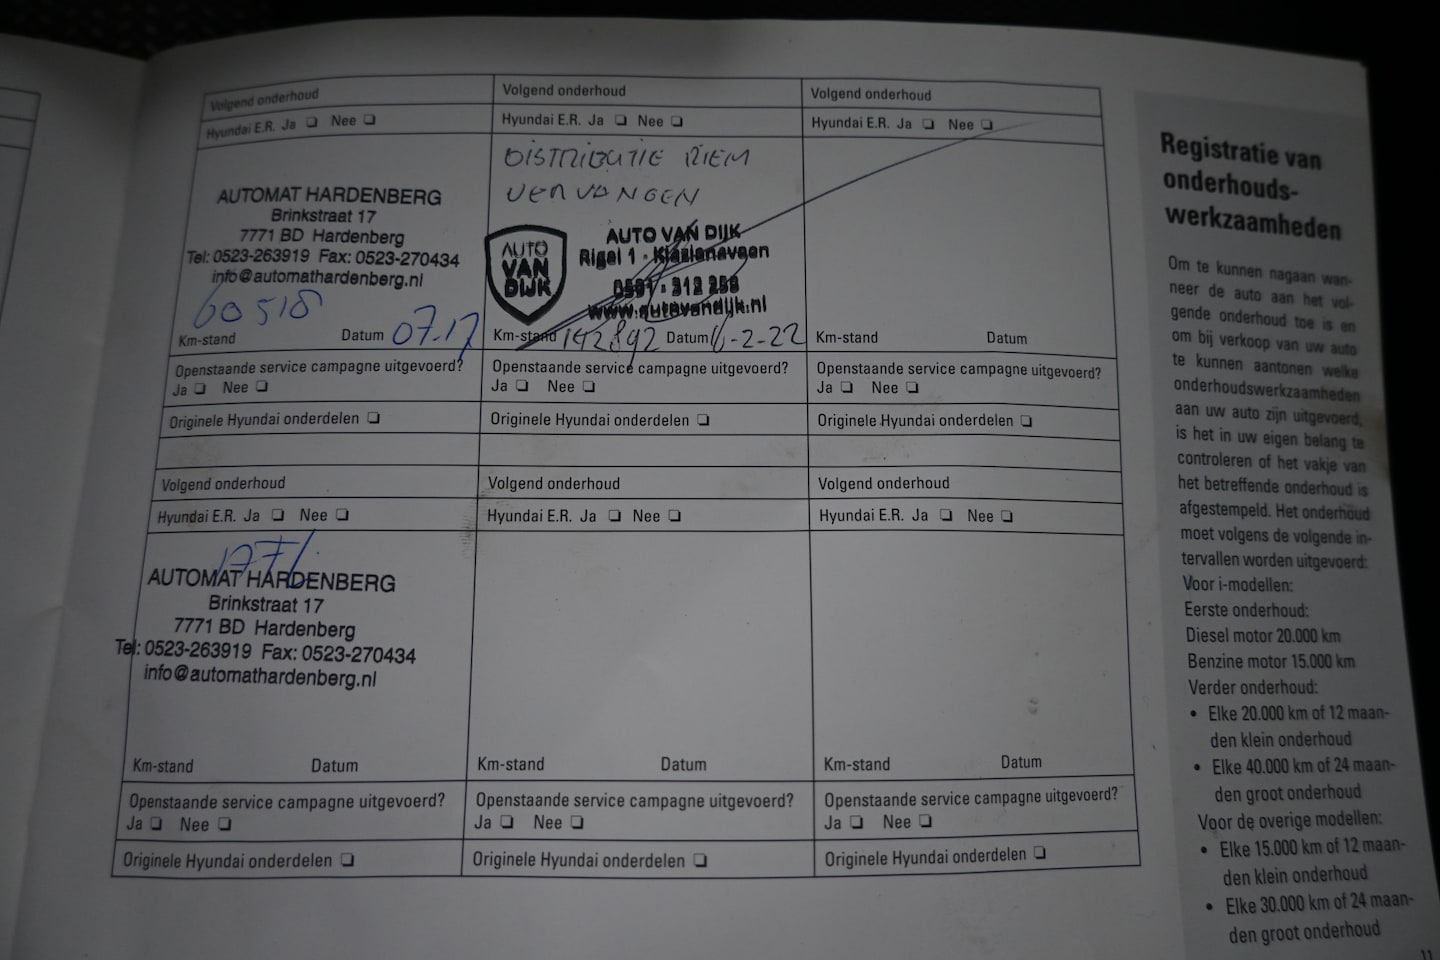 Volgend onderhoud
Hyundai E.R. Ja ❏ Nee ❏
AUTOMAT HARDENBERG
Brinkstraat 17
7771 BD Hardenberg
Tel: 0523-263919 Fax: 0523-270434
info@automathardenberg.nl
60518
Km-stand Datum 07-17
Openstaande service campagne uitgevoerd?
Ja ❏ Nee ❏
Originele Hyundai onderdelen ❏
Volgend onderhoud
Hyundai E.R. Ja ❏ Nee ❏
DISTRIBUTIE RIEM
VERVANGEN
AUTO
VAN
DIJK
AUTO VAN DIJK
Rigel 1 - Klazienaveen
0591 - 312 258
www.autovandijk.nl
Km-stand 142892 Datum -2-22
Openstaande service campagne uitgevoerd?
Ja ❏ Nee ❏
Originele Hyundai onderdelen ❏
Volgend onderhoud
Hyundai E.R. Ja ❏ Nee ❏
Km-stand Datum
Openstaande service campagne uitgevoerd?
Ja ❏ Nee ❏
Originele Hyundai onderdelen ❏
Volgend onderhoud
Hyundai E.R. Ja ❏ Nee ❏
AUTOMAT HARDENBERG
Brinkstraat 17
7771 BD Hardenberg
Tel: 0523-263919 Fax: 0523-270434
info@automathardenberg.nl
Km-stand Datum
Openstaande service campagne uitgevoerd?
Ja ❏ Nee ❏
Originele Hyundai onderdelen ❏
Volgend onderhoud
Hyundai E.R. Ja ❏ Nee ❏
Km-stand Datum
Openstaande service campagne uitgevoerd?
Ja ❏ Nee ❏
Originele Hyundai onderdelen ❏
Volgend onderhoud
Hyundai E.R. Ja ❏ Nee ❏
Km-stand Datum
Openstaande service campagne uitgevoerd?
Ja ❏ Nee ❏
Originele Hyundai onderdelen ❏
Registratie van
onderhouds-
werkzaamheden
Om te kunnen nagaan wan-
neer de auto aan het vol-
gende onderhoud toe is en
om bij verkoop van uw auto
te kunnen aantonen welke
onderhoudswerkzaamheden
aan uw auto zijn uitgevoerd,
is het in uw eigen belang te
controleren of het vakje van
het betreffende onderhoud is
afgestempeld. Het onderhoud
moet volgens de volgende in-
tervallen worden uitgevoerd:
Voor i-modellen:
Eerste onderhoud:
Diesel motor 20.000 km
Benzine motor 15.000 km
Verder onderhoud:
• Elke 20.000 km of 12 maan-
den klein onderhoud
• Elke 40.000 km of 24 maan-
den groot onderhoud
Voor de overige modellen:
• Elke 15.000 km of 12 maan-
den klein onderhoud
• Elke 30.000 km of 24 maan-
den groot onderhoud